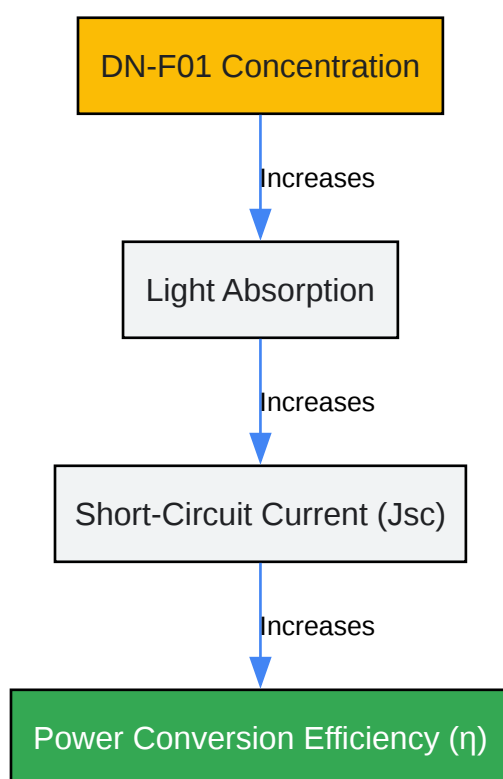 DN-F01 Concentration
Increases
Light Absorption
Increases
Short-Circuit Current (Jsc)
Increases
Power Conversion Efficiency (η)